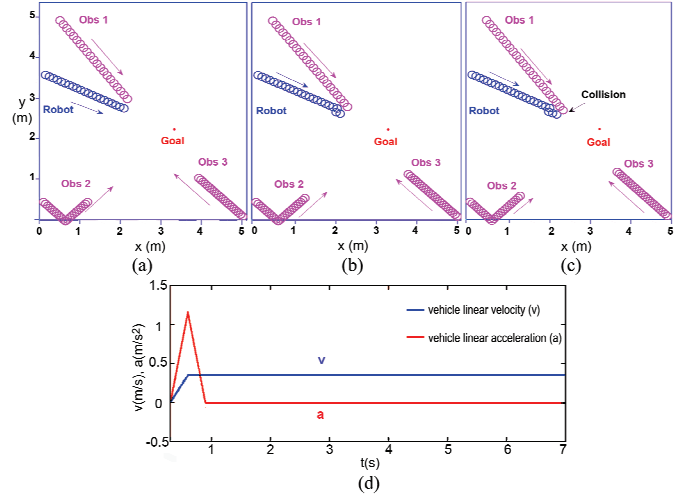 5
Obs 1
4
y
(m)
3
Robot
2
Goal
Obs 3
1
Obs 2
0 1 2 3 4 5
x (m)
(a)
Obs 1
Robot
Goal
Obs 3
Obs 2
0 1 2 3 4 5
x (m)
(b)
Obs 1
Collision
Robot
Goal
Obs 3
Obs 2
0 1 2 3 4 5
x (m)
(c)
1.5
1
0.5
0
-0.5
v(m/s), a(m/s2)
vehicle linear velocity (v)
vehicle linear acceleration (a)
v
a
1 2 3 4 5 6 7
t(s)
(d)